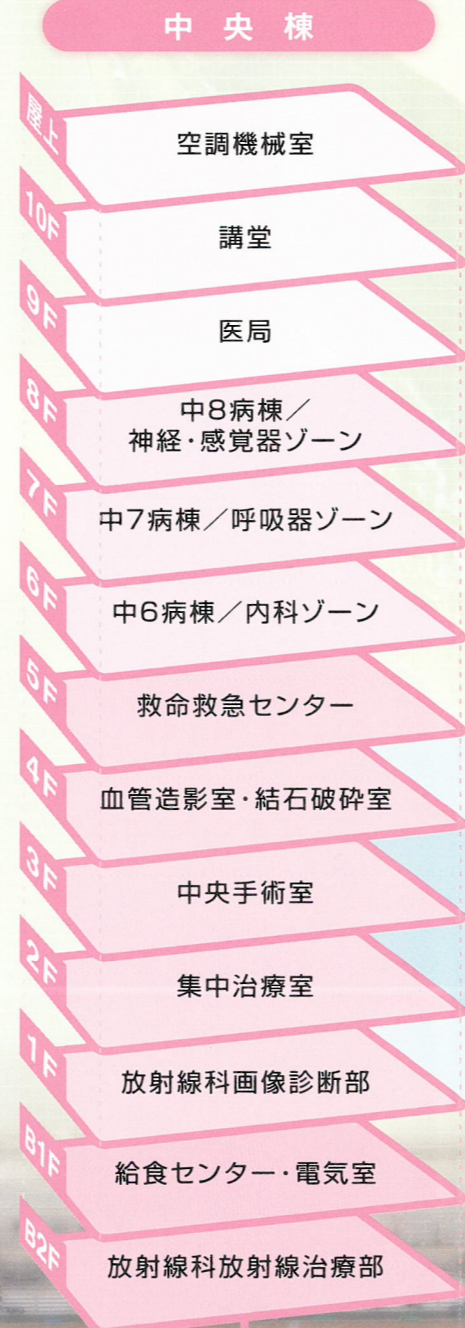 中央棟
屋上
空調機械室
10F
講堂
9F
医局
8F
中8病棟／
神経・感覚器ゾーン
7F
中7病棟／呼吸器ゾーン
6F
中6病棟／内科ゾーン
5F
救命救急センター
4F
血管造影室・結石破砕室
3F
中央手術室
2F
集中治療室
1F
放射線科画像診断部
B1F
給食センター・電気室
B2F
放射線科放射線治療部